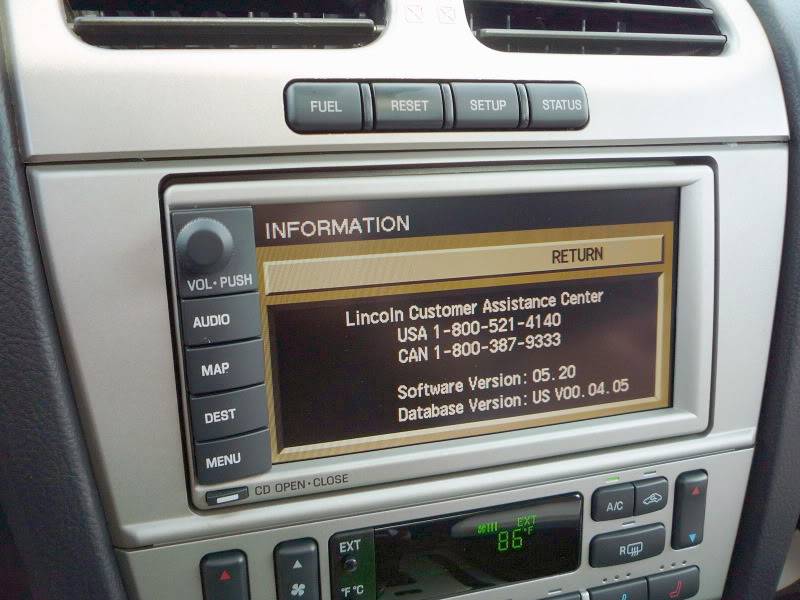 FUEL RESET SETUP STATUS
INFORMATION
VOL•PUSH
RETURN
AUDIO
MAP
DEST
MENU
Lincoln Customer Assistance Center
USA 1-800-521-4140
CAN 1-800-387-9333
Software Version: 05.20
Database Version: US V00.04.05
CD OPEN•CLOSE
EXT
°F°C
EXT
86°F
A/C
R